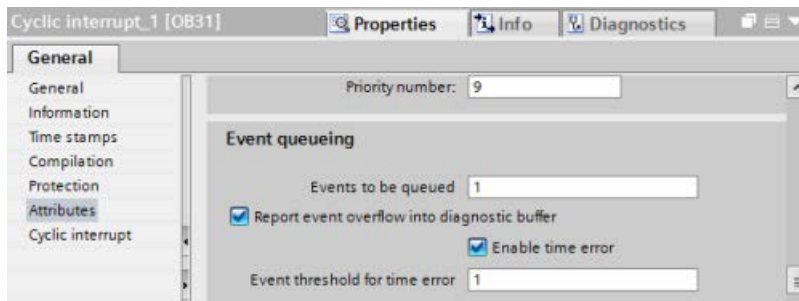 Cyclic interrupt_1 [OB31]
Properties
Info
Diagnostics
General
General
Information
Time stamps
Compilation
Protection
Attributes
Cyclic interrupt
Priority number: 9
Event queueing
Events to be queued 1
Report event overflow into diagnostic buffer
Enable time error
Event threshold for time error 1